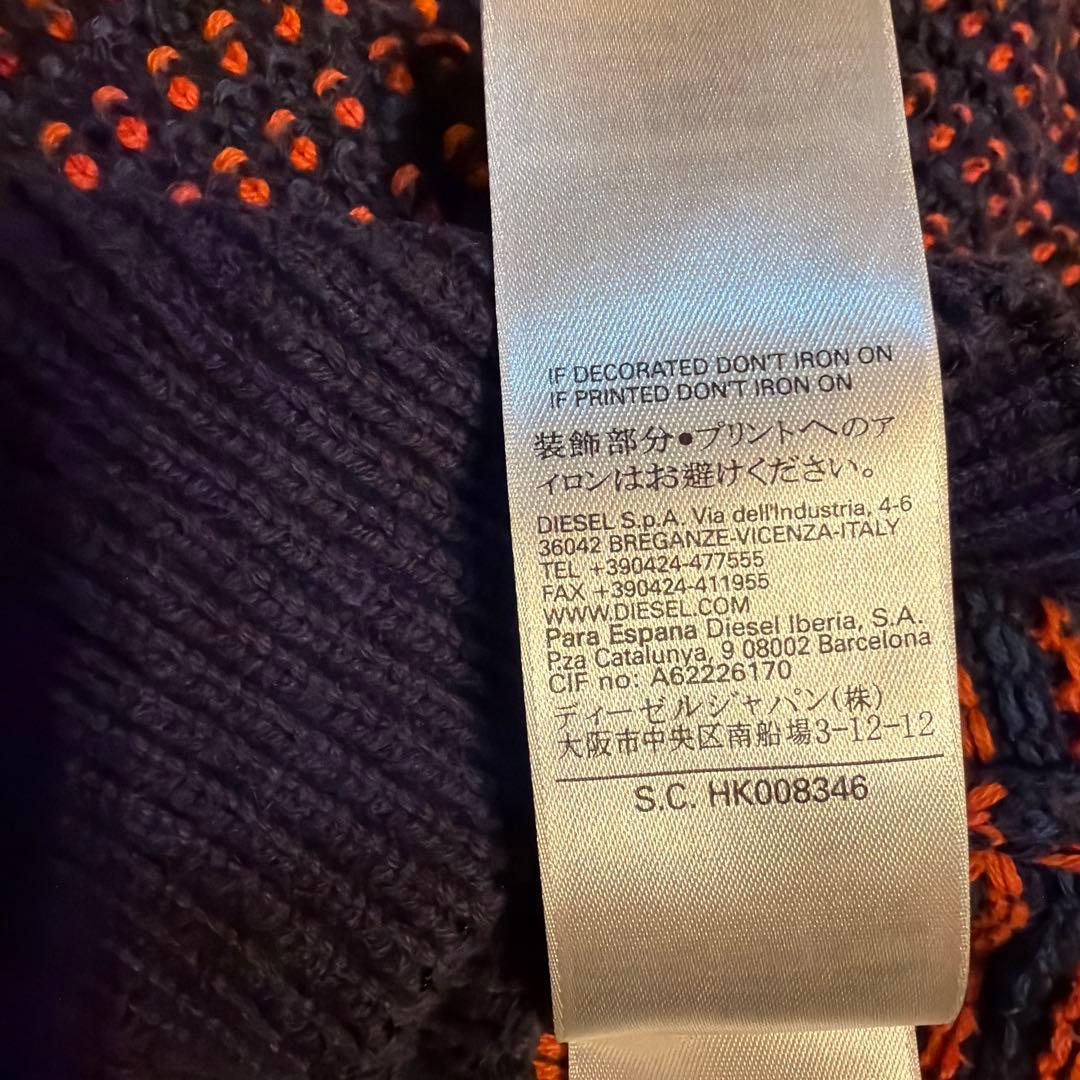 IF DECORATED DON'T IRON ON
IF PRINTED DON'T IRON ON
装飾部分●プリントへのア
イロンはお避けください。
DIESEL S.p.A. Via dell'Industria, 4-6
36042 BREGANZE-VICENZA-ITALY
TEL +390424-477555
FAX +390424-411955
WWW.DIESEL.COM
Para Espana Diesel Iberia, S.A.
Pza Catalunya, 9 08002 Barcelona
CIF no: A62226170
ディーゼルジャパン(株)
大阪市中央区南船場3-12-12
S.C. HK008346